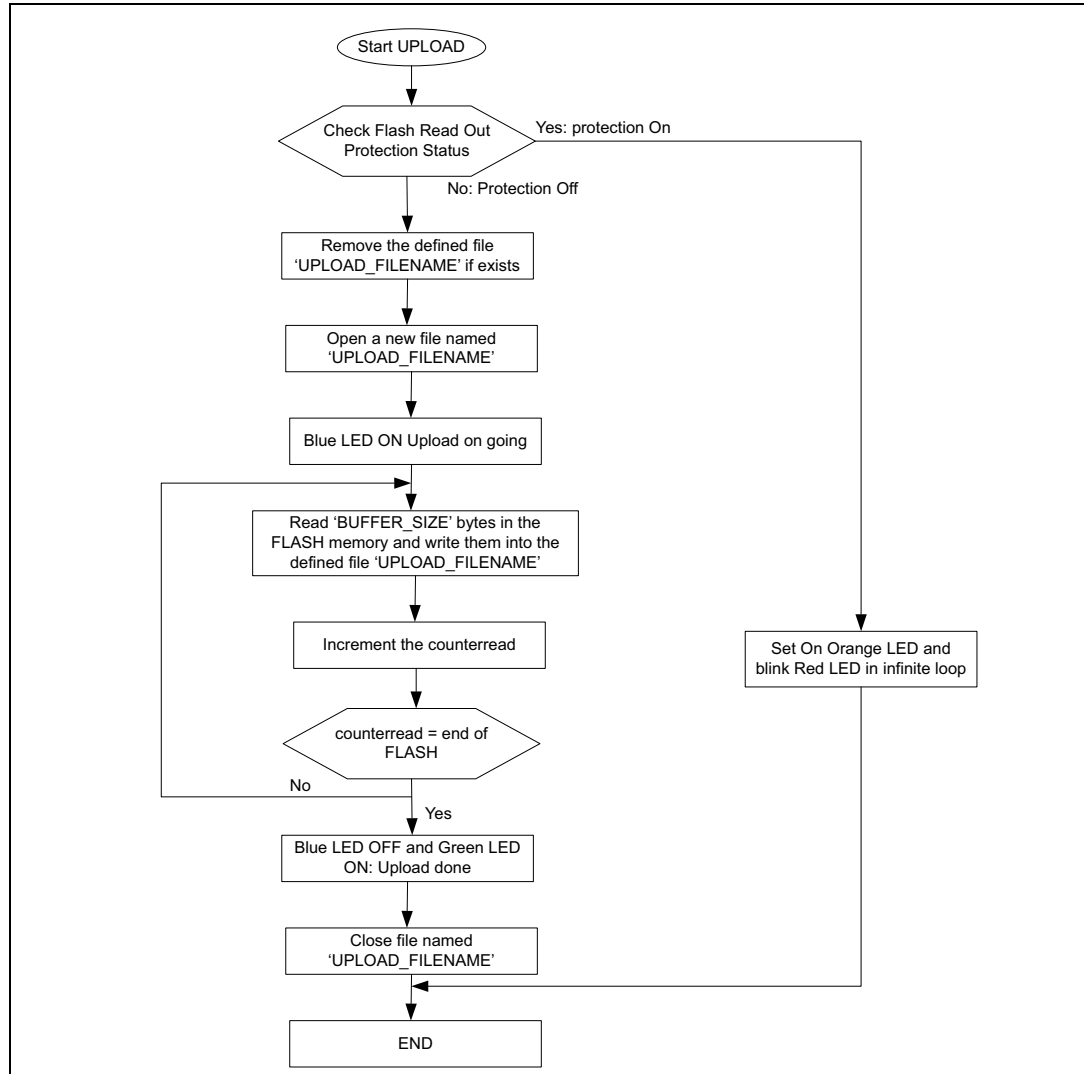 Start UPLOAD
Check Flash Read Out
Protection Status
Yes: protection On
No: Protection Off
Remove the defined file
‘UPLOAD_FILENAME’ if exists
Open a new file named
‘UPLOAD_FILENAME’
Blue LED ON Upload on going
Read ‘BUFFER_SIZE’ bytes in the
FLASH memory and write them into the
defined file ‘UPLOAD_FILENAME’
Increment the counterread
Set On Orange LED and
blink Red LED in infinite loop
counterread = end of
FLASH
No
Yes
Blue LED OFF and Green LED
ON: Upload done
Close file named
‘UPLOAD_FILENAME’
END